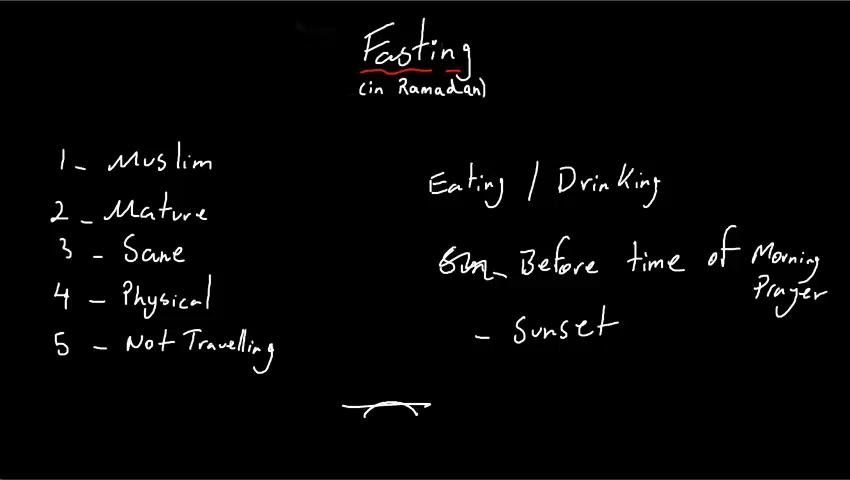 Fasting
(in Ramadan)
1- Muslim
2- Mature
3- Sane
4- Physical
5- Not Travelling
Eating / Drinking
- Before time of Morning
Prayer
- Sunset